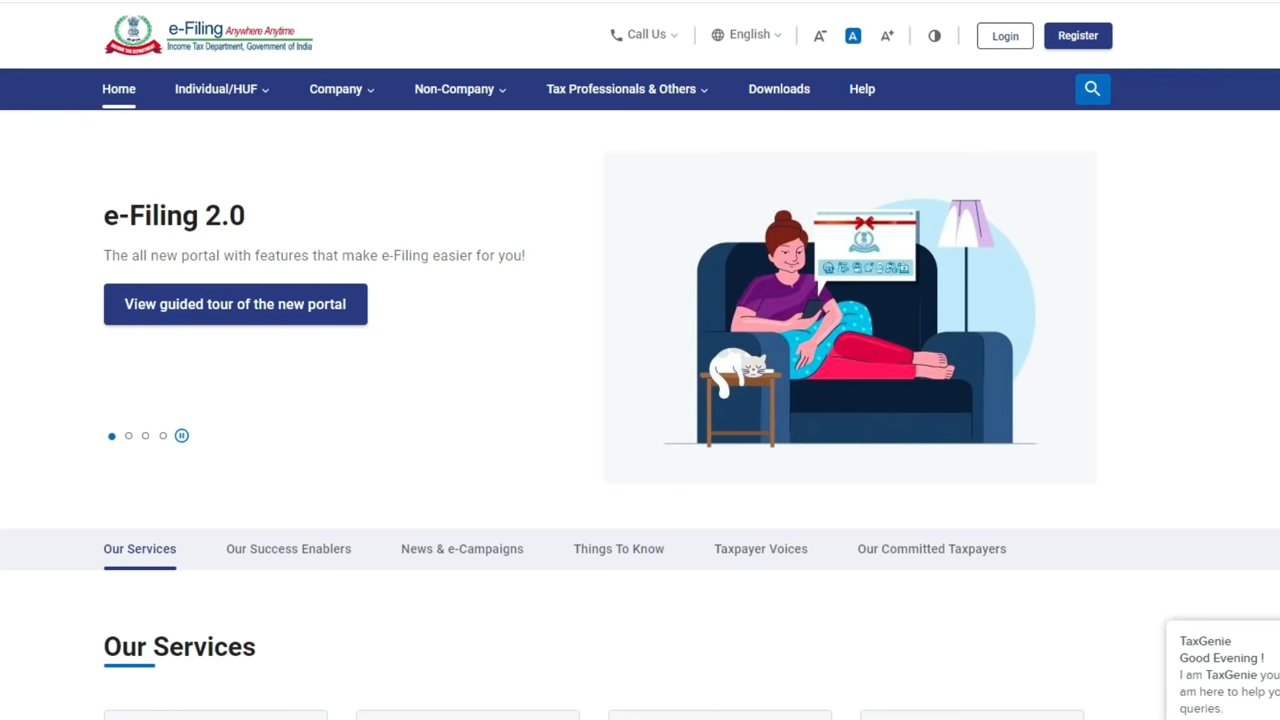 e-Filing Anywhere Anytime
Income Tax Department, Government of India
Call Us
English
A-
A
A+
Login
Register
Home
Individual/HUF
Company
Non-Company
Tax Professionals & Others
Downloads
Help
e-Filing 2.0
The all new portal with features that make e-Filing easier for you!
View guided tour of the new portal
Our Services
Our Success Enablers
News & e-Campaigns
Things To Know
Taxpayer Voices
Our Committed Taxpayers
Our Services
TaxGenie
Good Evening !
I am TaxGenie you
am here to help yo
queries.